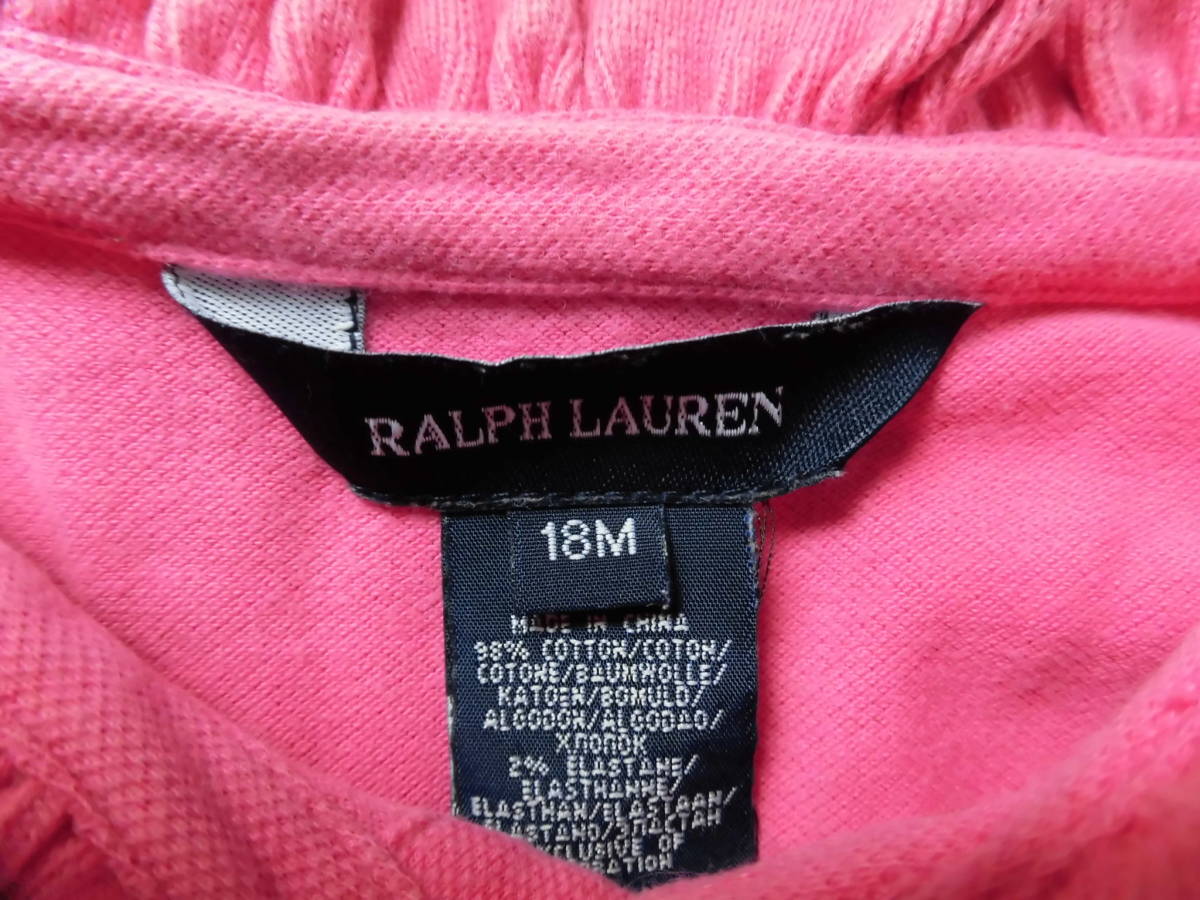 RALPH LAUREN
18M
MADE IN CHINA
98% COTTON/COTON/
COTONE/BAUMWOLLE/
KATOEN/BOMULD/
ALGODON/ALGODAO/
ХЛОПОК
2% ELASTANE/
ELASTHANNE/
ELASTHAN/ELASTAAN/
ELASTANO/ЭЛАСТАН
EXCLUSIVE OF